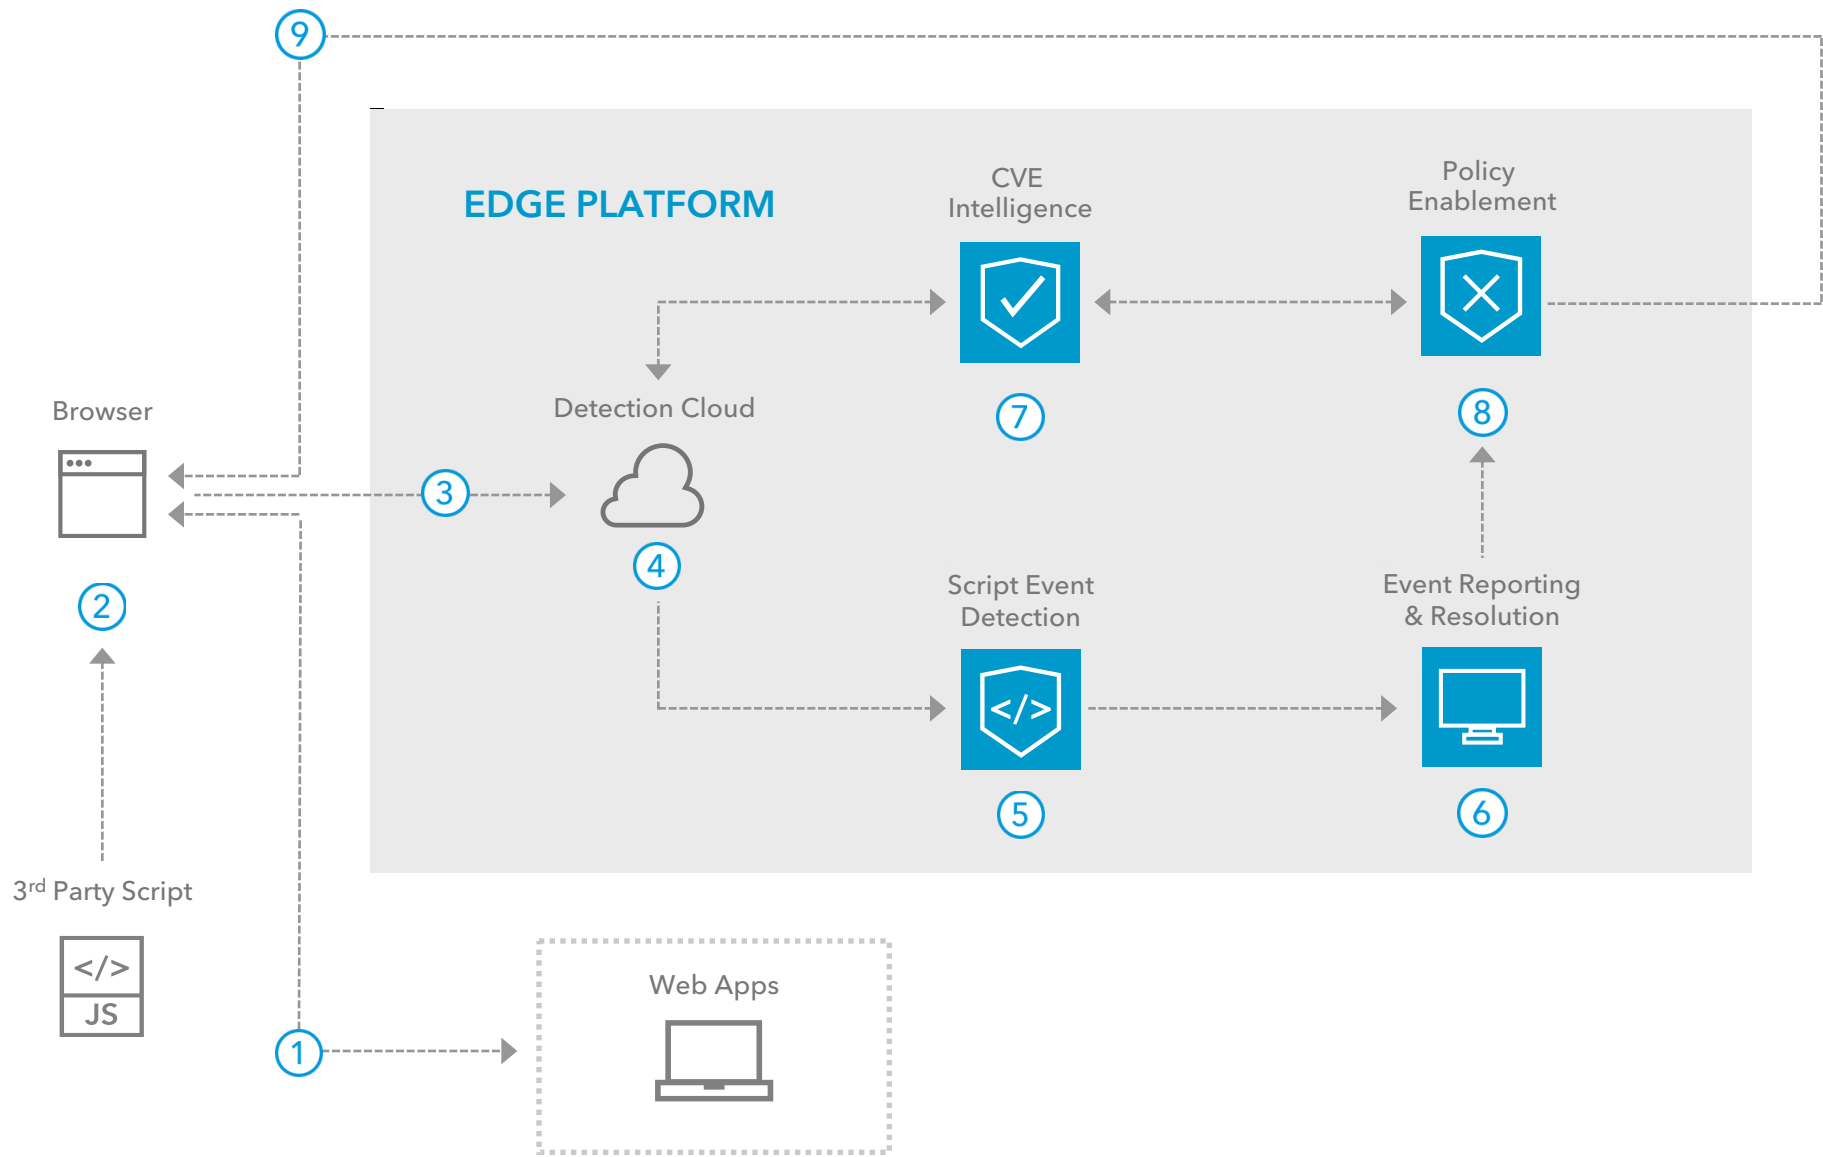 9
EDGE PLATFORM
CVE
Intelligence
Policy
Enablement
Browser
Detection Cloud
7
8
3
4
2
Script Event
Detection
Event Reporting
& Resolution
</>
5
6
3rd Party Script
</>
JS
Web Apps
1